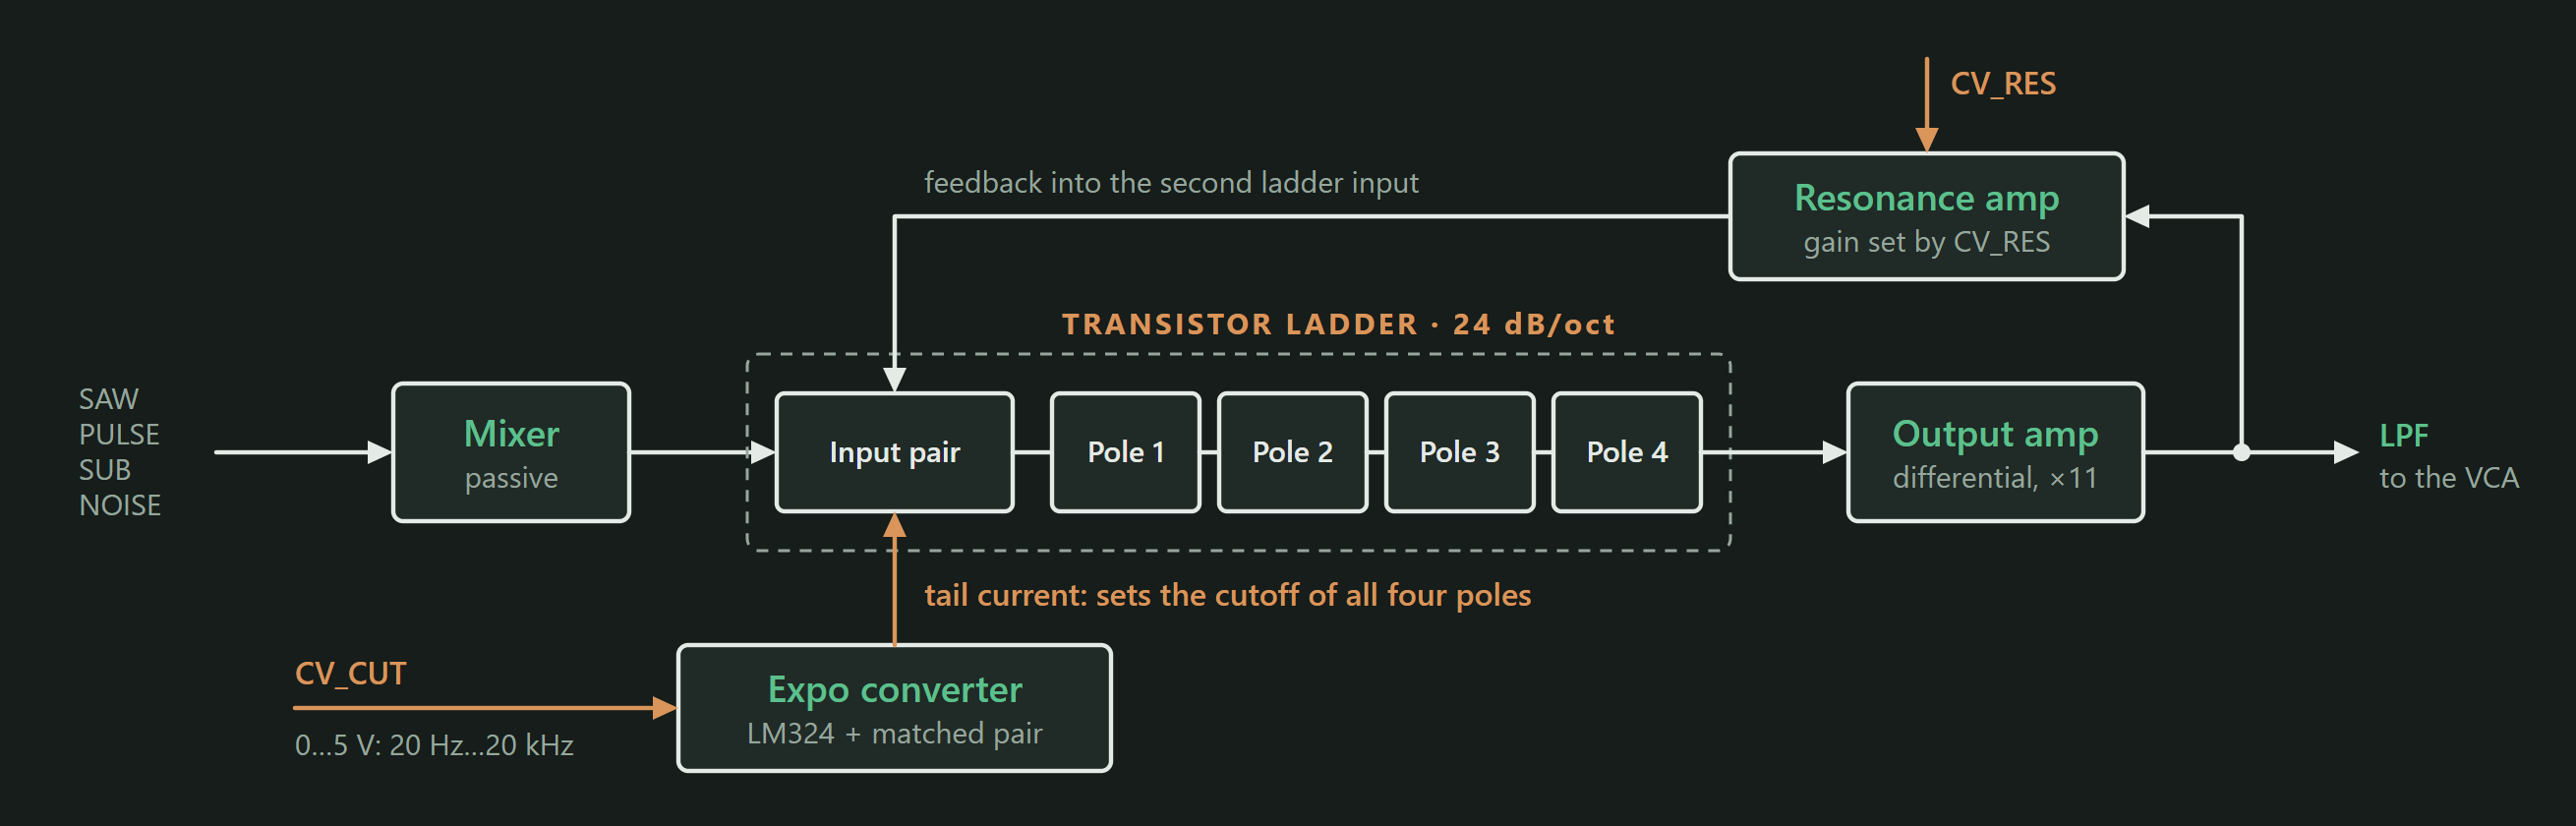 CV_RES
Resonance amp
gain set by CV_RES
feedback into the second ladder input
TRANSISTOR LADDER · 24 dB/oct
SAW
PULSE
SUB
NOISE
Mixer
passive
Input pair
Pole 1
Pole 2
Pole 3
Pole 4
Output amp
differential, ×11
LPF
to the VCA
tail current: sets the cutoff of all four poles
CV_CUT
0...5 V: 20 Hz...20 kHz
Expo converter
LM324 + matched pair